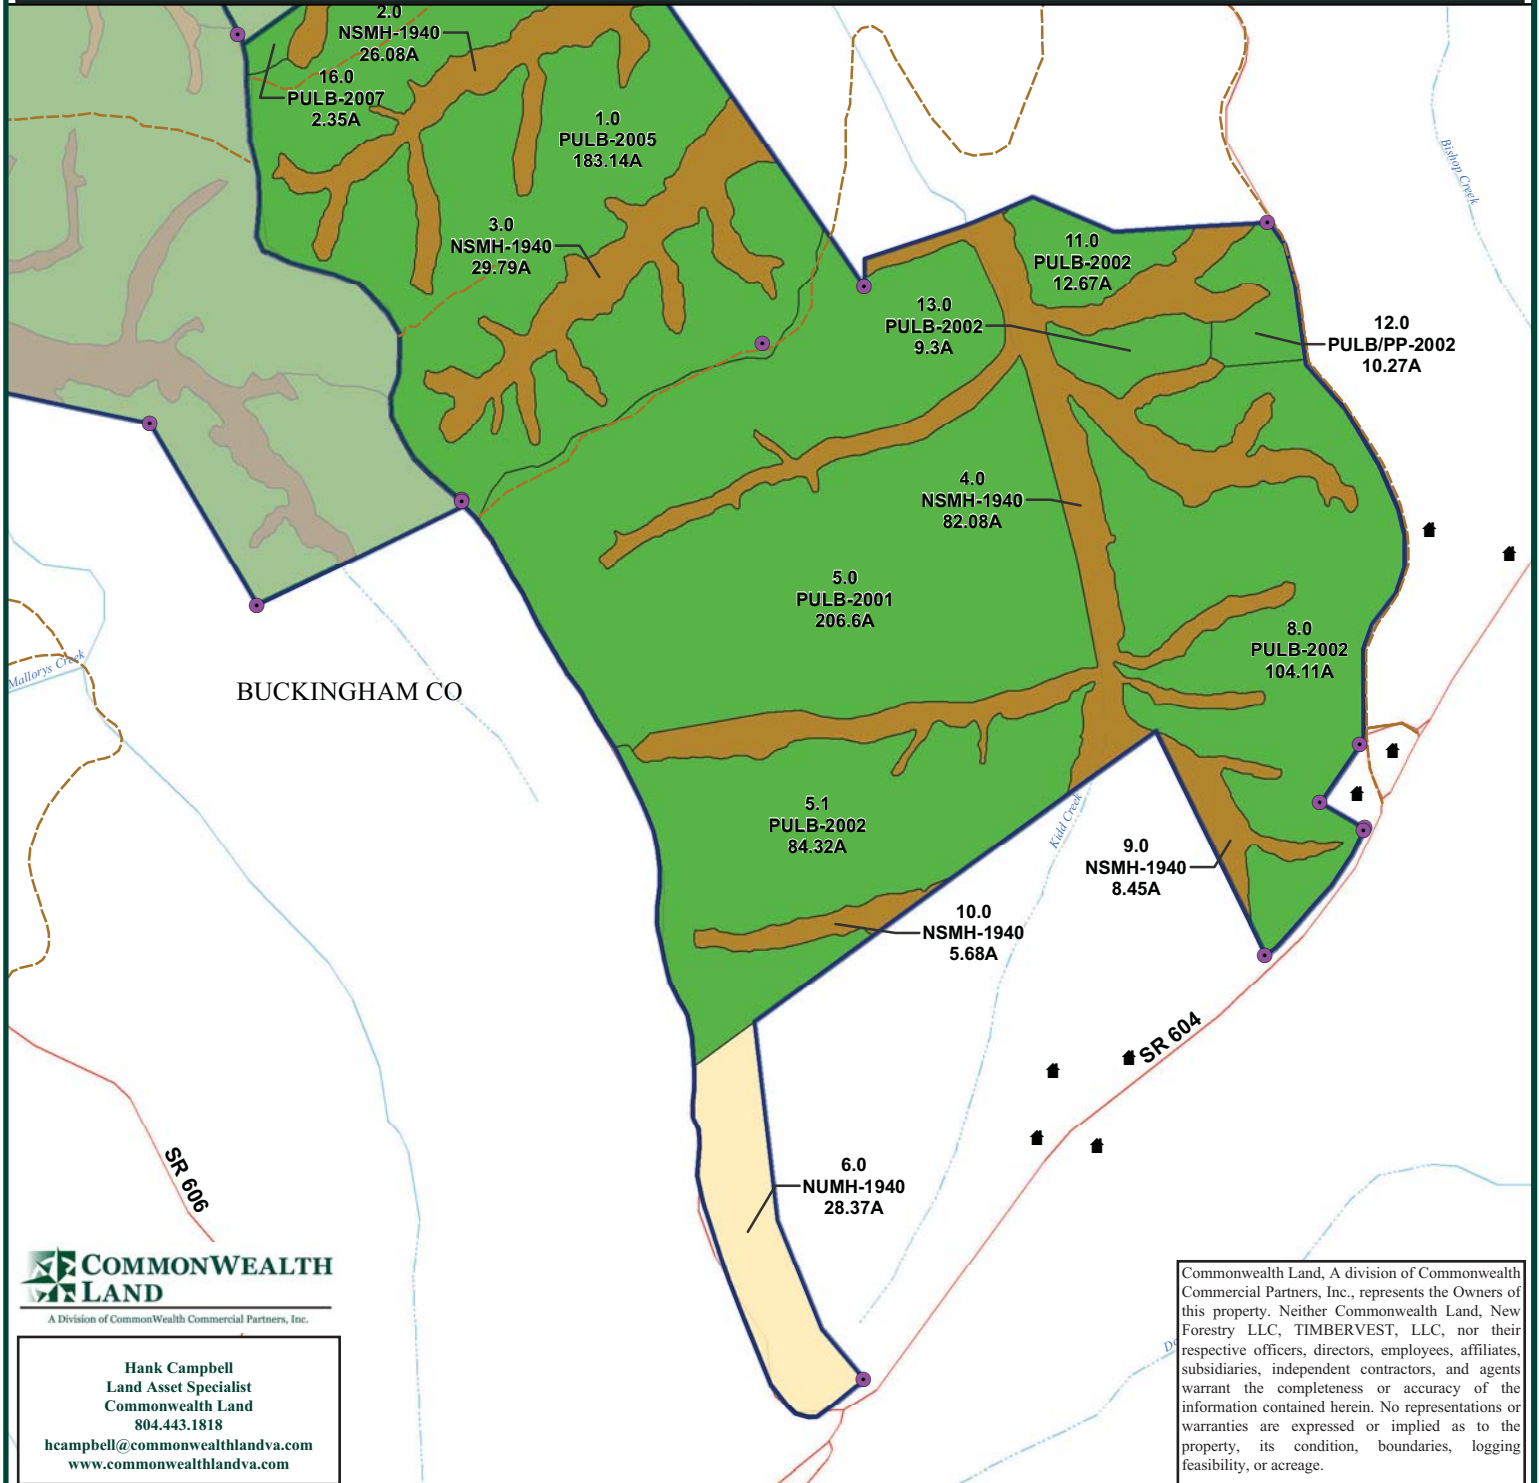 2.0
NSMH-1940
26.08A
16.0
PULB-2007
2.35A
1.0
PULB-2005
183.14A
3.0
NSMH-1940
29.79A
Bishop Creek
11.0
PULB-2002
12.67A
13.0
PULB-2002
9.3A
12.0
PULB/PP-2002
10.27A
4.0
NSMH-1940
82.08A
5.0
PULB-2001
206.6A
8.0
PULB-2002
104.11A
Mallorys Creek
BUCKINGHAM CO
5.1
PULB-2002
84.32A
Kidd Creek
9.0
NSMH-1940
8.45A
10.0
NSMH-1940
5.68A
SR 604
6.0
NUMH-1940
28.37A
SR 606
COMMONWEALTH
LAND
A Division of CommonWealth Commercial Partners, Inc.
Hank Campbell
Land Asset Specialist
Commonwealth Land
804.443.1818
hcampbell@commonwealthlandva.com
www.commonwealthlandva.com
Commonwealth Land, A division of Commonwealth
Commercial Partners, Inc., represents the Owners of
this property. Neither Commonwealth Land, New
Forestry LLC, TIMBERVEST, LLC, nor their
respective officers, directors, employees, affiliates,
subsidiaries, independent contractors, and agents
warrant the completeness or accuracy of the
information contained herein. No representations or
warranties are expressed or implied as to the
property, its condition, boundaries, logging
feasibility, or acreage.